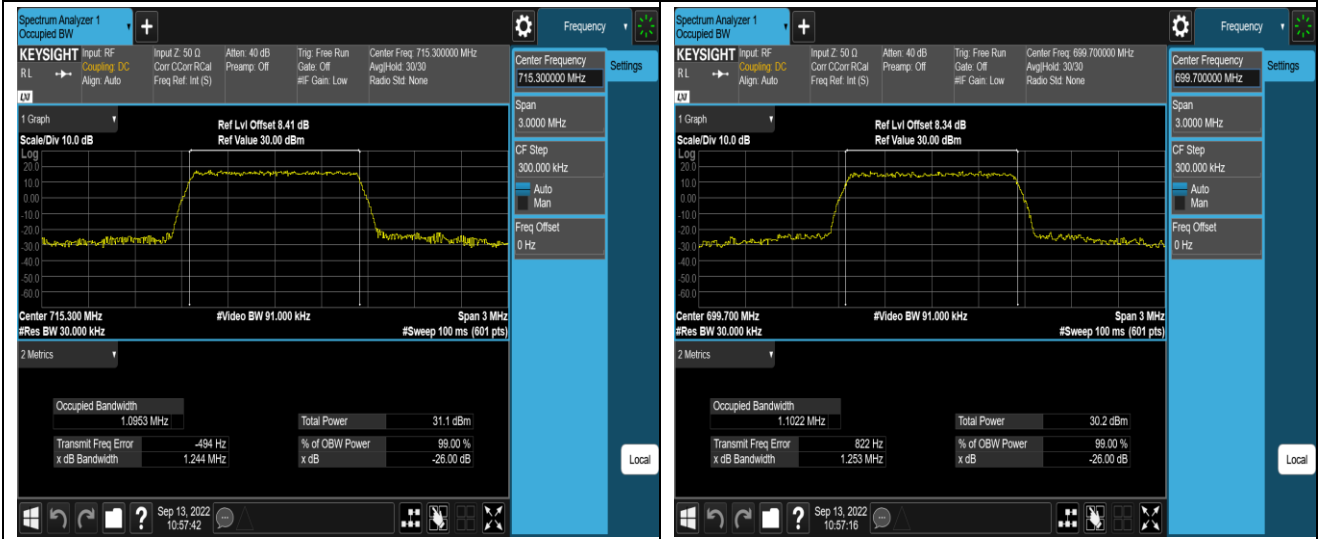 Spectrum Analyzer 1
Occupied BW
+
Frequency
KEYSIGHT Input: RF Input Z: 50 Ω Atten: 40 dB Trig: Free Run Center Freq: 715.300000 MHz
RL Coupling: DC Corr CCorr RCal Preamp: Off Gate: Off Avg|Hold: 30/30
Align: Auto Freq Ref: Int (S) #IF Gain: Low Radio Std: None
LXI
Center Frequency
715.300000 MHz
Settings
Span
3.0000 MHz
CF Step
300.000 kHz
Auto
Man
Freq Offset
0 Hz
1 Graph
Ref Lvl Offset 8.41 dB
Scale/Div 10.0 dB Ref Value 30.00 dBm
Log
20.0
10.0
0.00
-10.0
-20.0
-30.0
-40.0
-50.0
-60.0
Center 715.300 MHz #Video BW 91.000 kHz Span 3 MHz
#Res BW 30.000 kHz #Sweep 100 ms (601 pts)
2 Metrics
Occupied Bandwidth
1.0953 MHz Total Power 31.1 dBm
Transmit Freq Error -494 Hz % of OBW Power 99.00 %
x dB Bandwidth 1.244 MHz x dB -26.00 dB
Local
? Sep 13, 2022
10:57:42
Spectrum Analyzer 1
Occupied BW
+
Frequency
KEYSIGHT Input: RF Input Z: 50 Ω Atten: 40 dB Trig: Free Run Center Freq: 699.700000 MHz
RL Coupling: DC Corr CCorr RCal Preamp: Off Gate: Off Avg|Hold: 30/30
Align: Auto Freq Ref: Int (S) #IF Gain: Low Radio Std: None
LXI
Center Frequency
699.700000 MHz
Settings
Span
3.0000 MHz
CF Step
300.000 kHz
Auto
Man
Freq Offset
0 Hz
1 Graph
Ref Lvl Offset 8.34 dB
Scale/Div 10.0 dB Ref Value 30.00 dBm
Log
20.0
10.0
0.00
-10.0
-20.0
-30.0
-40.0
-50.0
-60.0
Center 699.700 MHz #Video BW 91.000 kHz Span 3 MHz
#Res BW 30.000 kHz #Sweep 100 ms (601 pts)
2 Metrics
Occupied Bandwidth
1.1022 MHz Total Power 30.2 dBm
Transmit Freq Error 822 Hz % of OBW Power 99.00 %
x dB Bandwidth 1.253 MHz x dB -26.00 dB
Local
? Sep 13, 2022
10:57:16